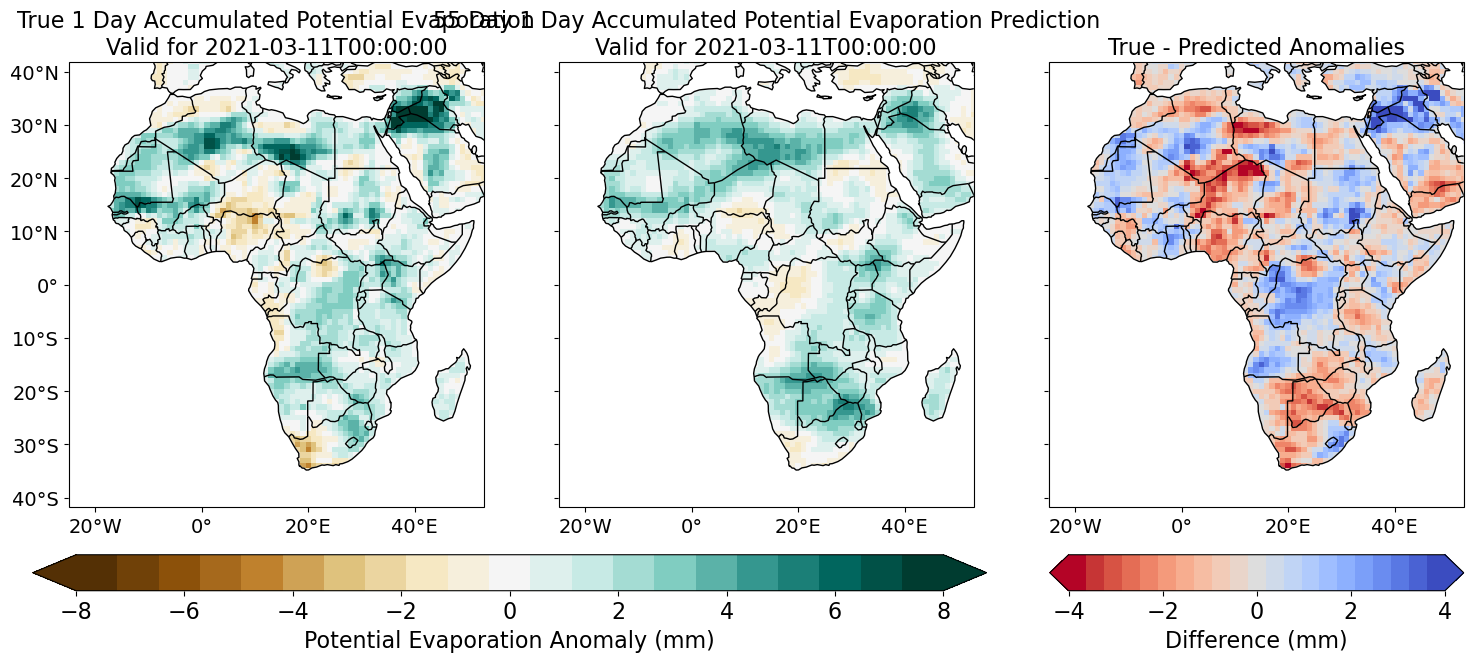 True 1 Day Accumulated Potential Evaporation
Valid for 2021-03-11T00:00:00
55 Day 1 Day Accumulated Potential Evaporation Prediction
Valid for 2021-03-11T00:00:00
True - Predicted Anomalies
40°N
30°N
20°N
10°N
0°
10°S
20°S
30°S
40°S
20°W 0° 20°E 40°E
20°W 0° 20°E 40°E
20°W 0° 20°E 40°E
−8 −6 −4 −2 0 2 4 6 8
Potential Evaporation Anomaly (mm)
−4 −2 0 2 4
Difference (mm)